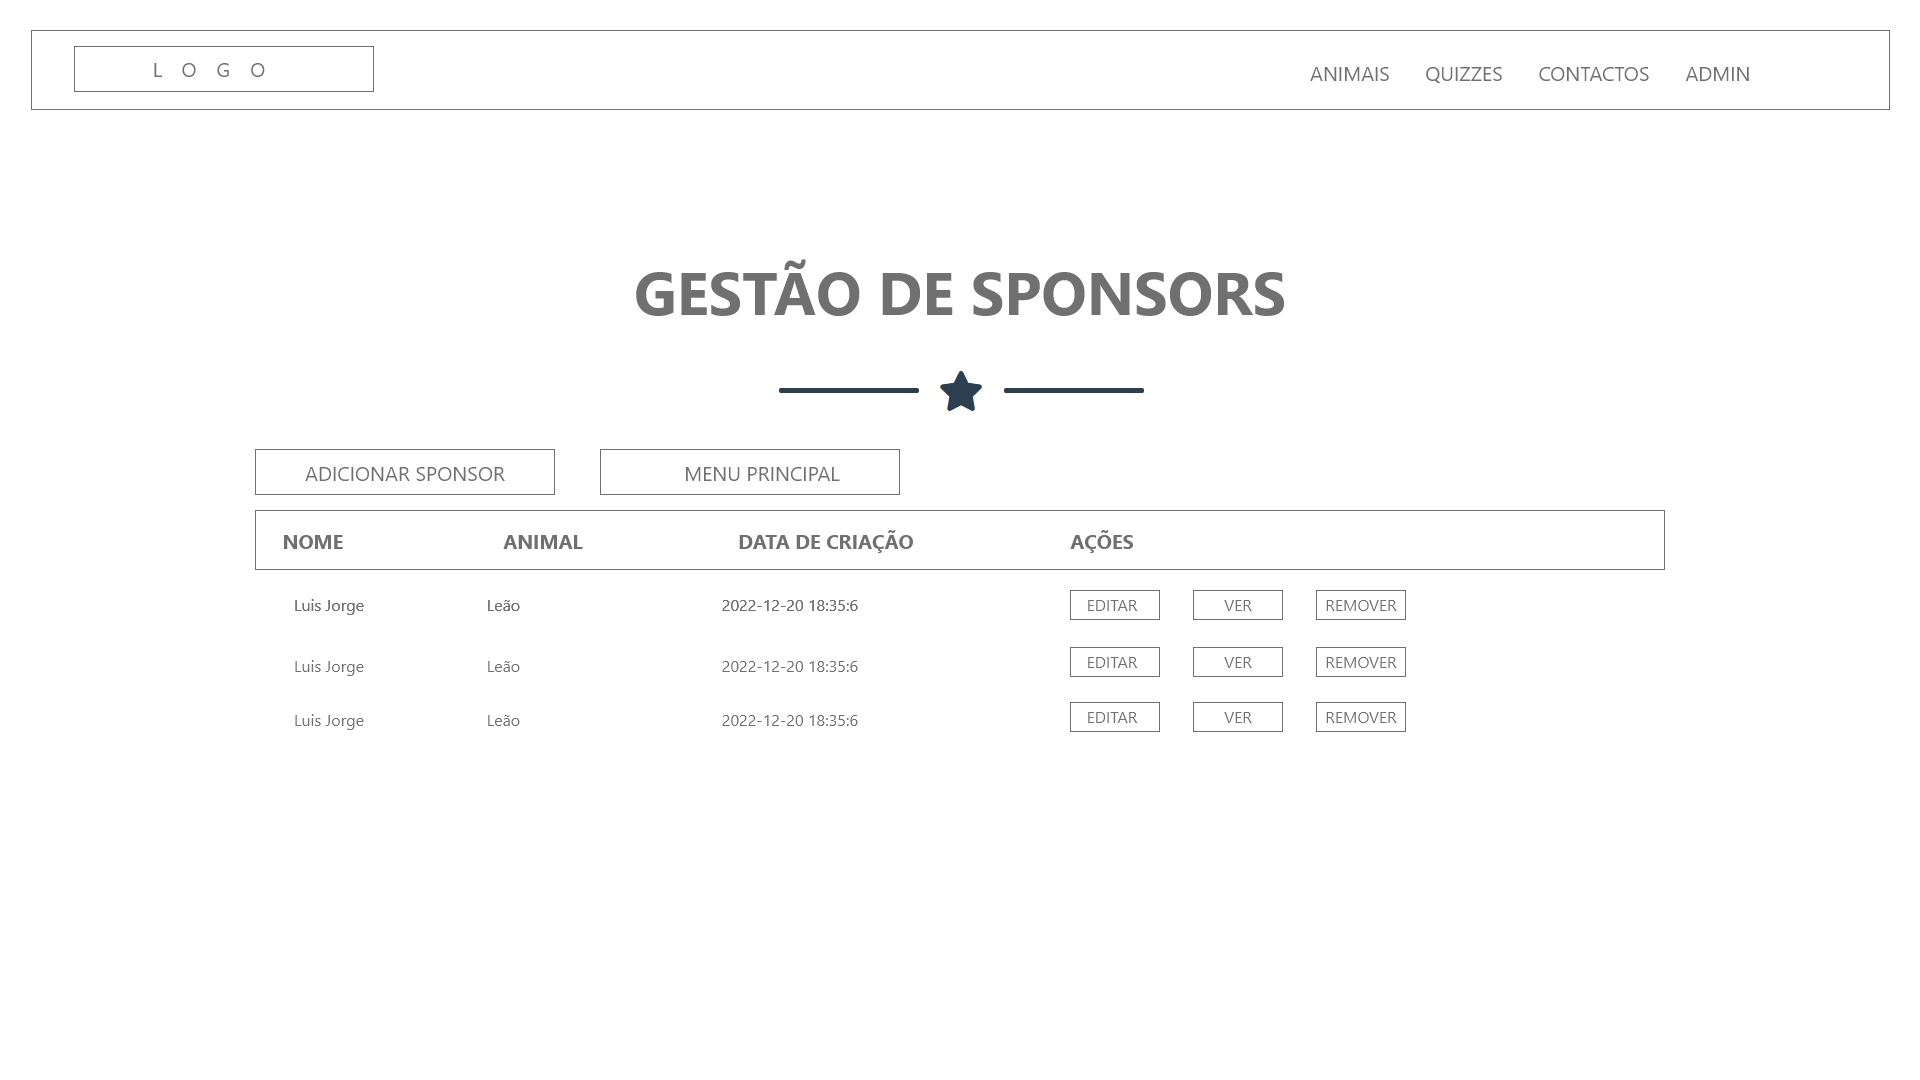 L O G O ANIMAIS QUIZZES CONTACTOS ADMIN
GESTÃO DE SPONSORS
ADICIONAR SPONSOR MENU PRINCIPAL
NOME ANIMAL DATA DE CRIAÇÃO AÇÕES
Luis Jorge Leão 2022-12-20 18:35:6 EDITAR VER REMOVER
Luis Jorge Leão 2022-12-20 18:35:6 EDITAR VER REMOVER
Luis Jorge Leão 2022-12-20 18:35:6 EDITAR VER REMOVER